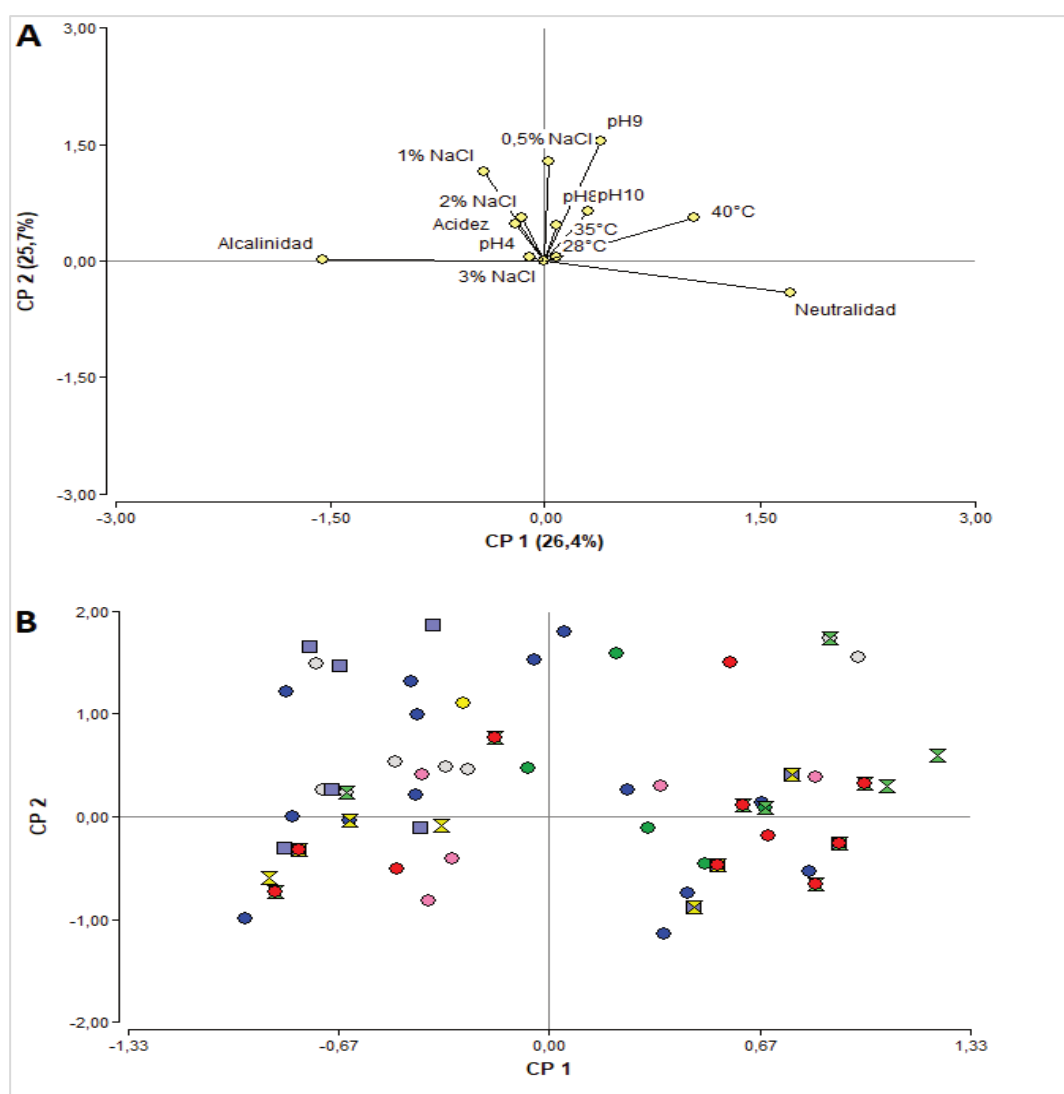 A
3,00
pH9
0,5% NaCl
1% NaCl
1,50
2% NaCl
pH8
pH10
Acidez
40°C
35°C
Alcalinidad
pH4
28°C
0,00
3% NaCl
Neutralidad
CP 2 (25,7%)
-1,50
-3,00
-3,00 -1,50 0,00 1,50 3,00
CP 1 (26,4%)
B
2,00
1,00
CP 2
0,00
-1,00
-2,00
-1,33 -0,67 0,00 0,67 1,33
CP 1